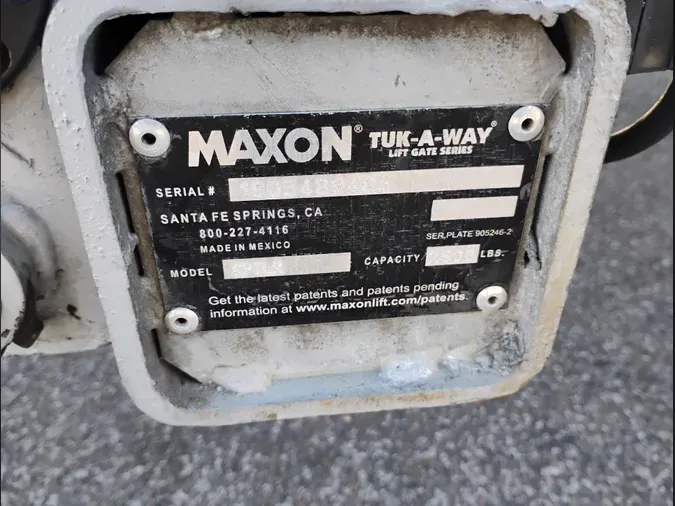 MAXON® TUK-A-WAY®
LIFT GATE SERIES
SERIAL #
SANTA FE SPRINGS, CA
800-227-4116
MADE IN MEXICO
SER.PLATE 905246-2
MODEL CAPACITY LBS.
Get the latest patents and patents pending
information at www.maxonlift.com/patents.